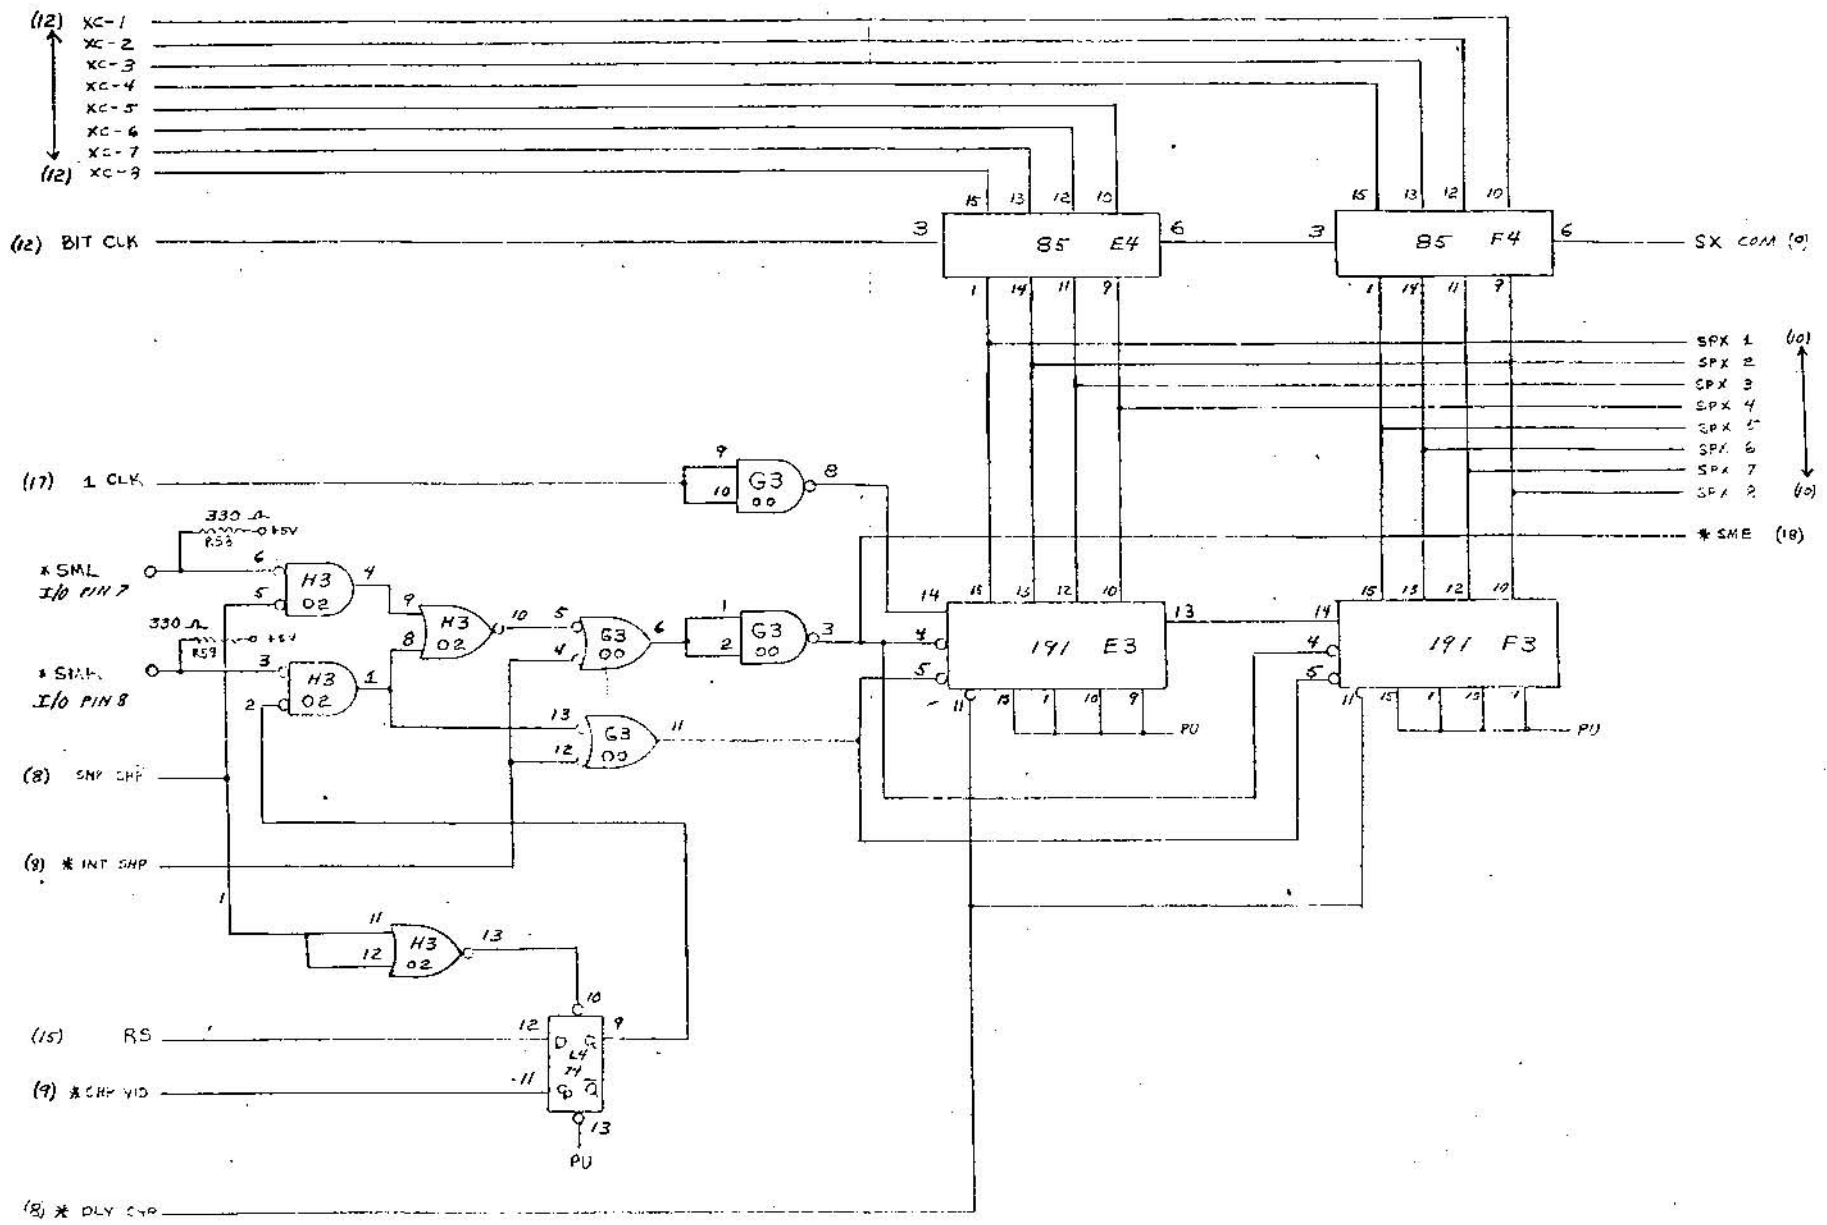 (12) XC-1
XC-2
XC-3
XC-4
XC-5
XC-6
XC-7
(12) XC-8
15 13 12 10
15 13 12 10
(12) BIT CLK
3 85 E4 6
3 85 F4 6
SX COM (9)
1 14 11 9
1 14 11 9
SPX 1 (10)
SPX 2
SPX 3
SPX 4
SPX 5
SPX 6
SPX 7
SPX 8 (10)
(17) 1 CLK
9 10 G3 00 8
330 Ω
R58 +5V
* SME (18)
* SML
I/O PIN 7
6 5 H3 02 4
9 8 H3 02 10
5 4 G3 00 6
1 2 G3 00 3
330 Ω
R59 +5V
I/O PIN 8
3 2 H3 02 1
13 12 G3 00 11
15 13 12 10
14 4 5 191 E3 13
11 15 1 10 9
PU
15 13 12 10
14 4 5 191 F3
11 15 1
PU
(8)
(8) * INT SHP
1
11 12 H3 02 13
10
(15) RS
12 D Q 9
L4
74
(9) * SHP VID
11 CP Q
13
PU
(8) * DLY